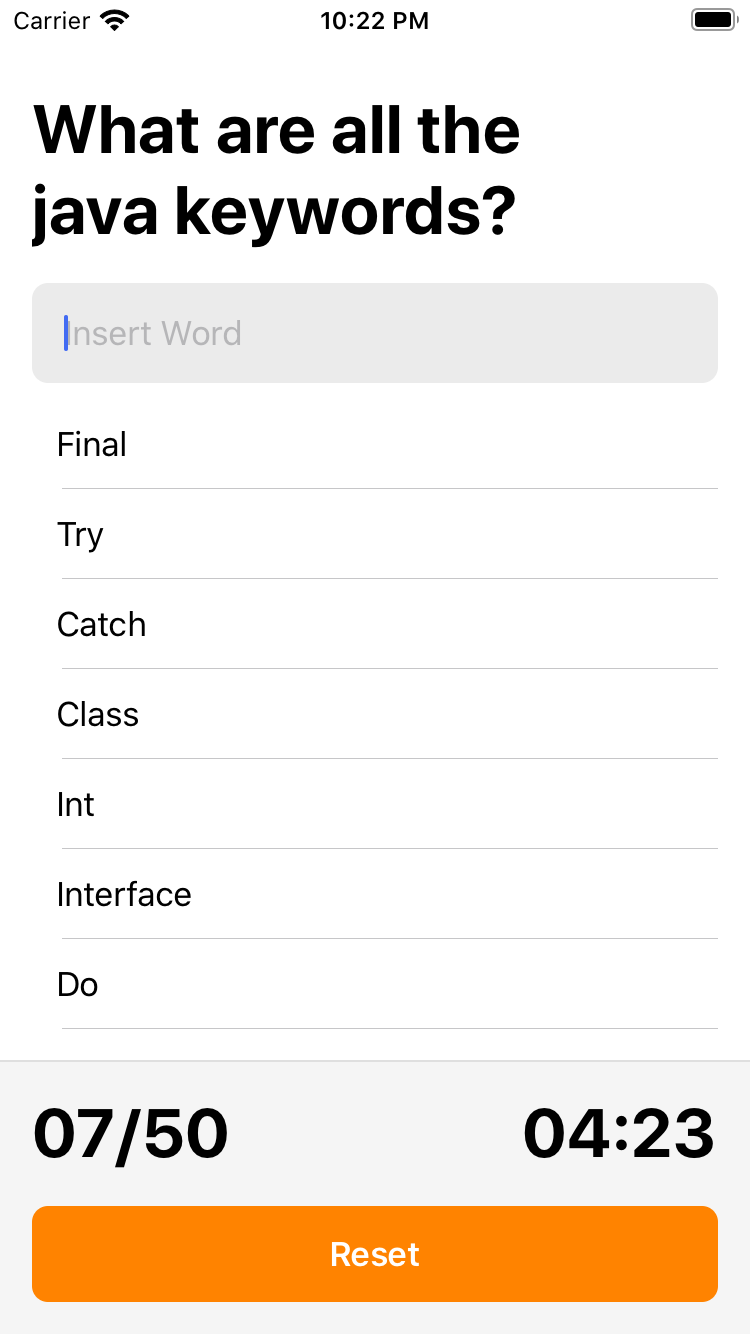 Carrier 10:22 PM
What are all the
java keywords?
Insert Word
Final
Try
Catch
Class
Int
Interface
Do
07/50 04:23
Reset